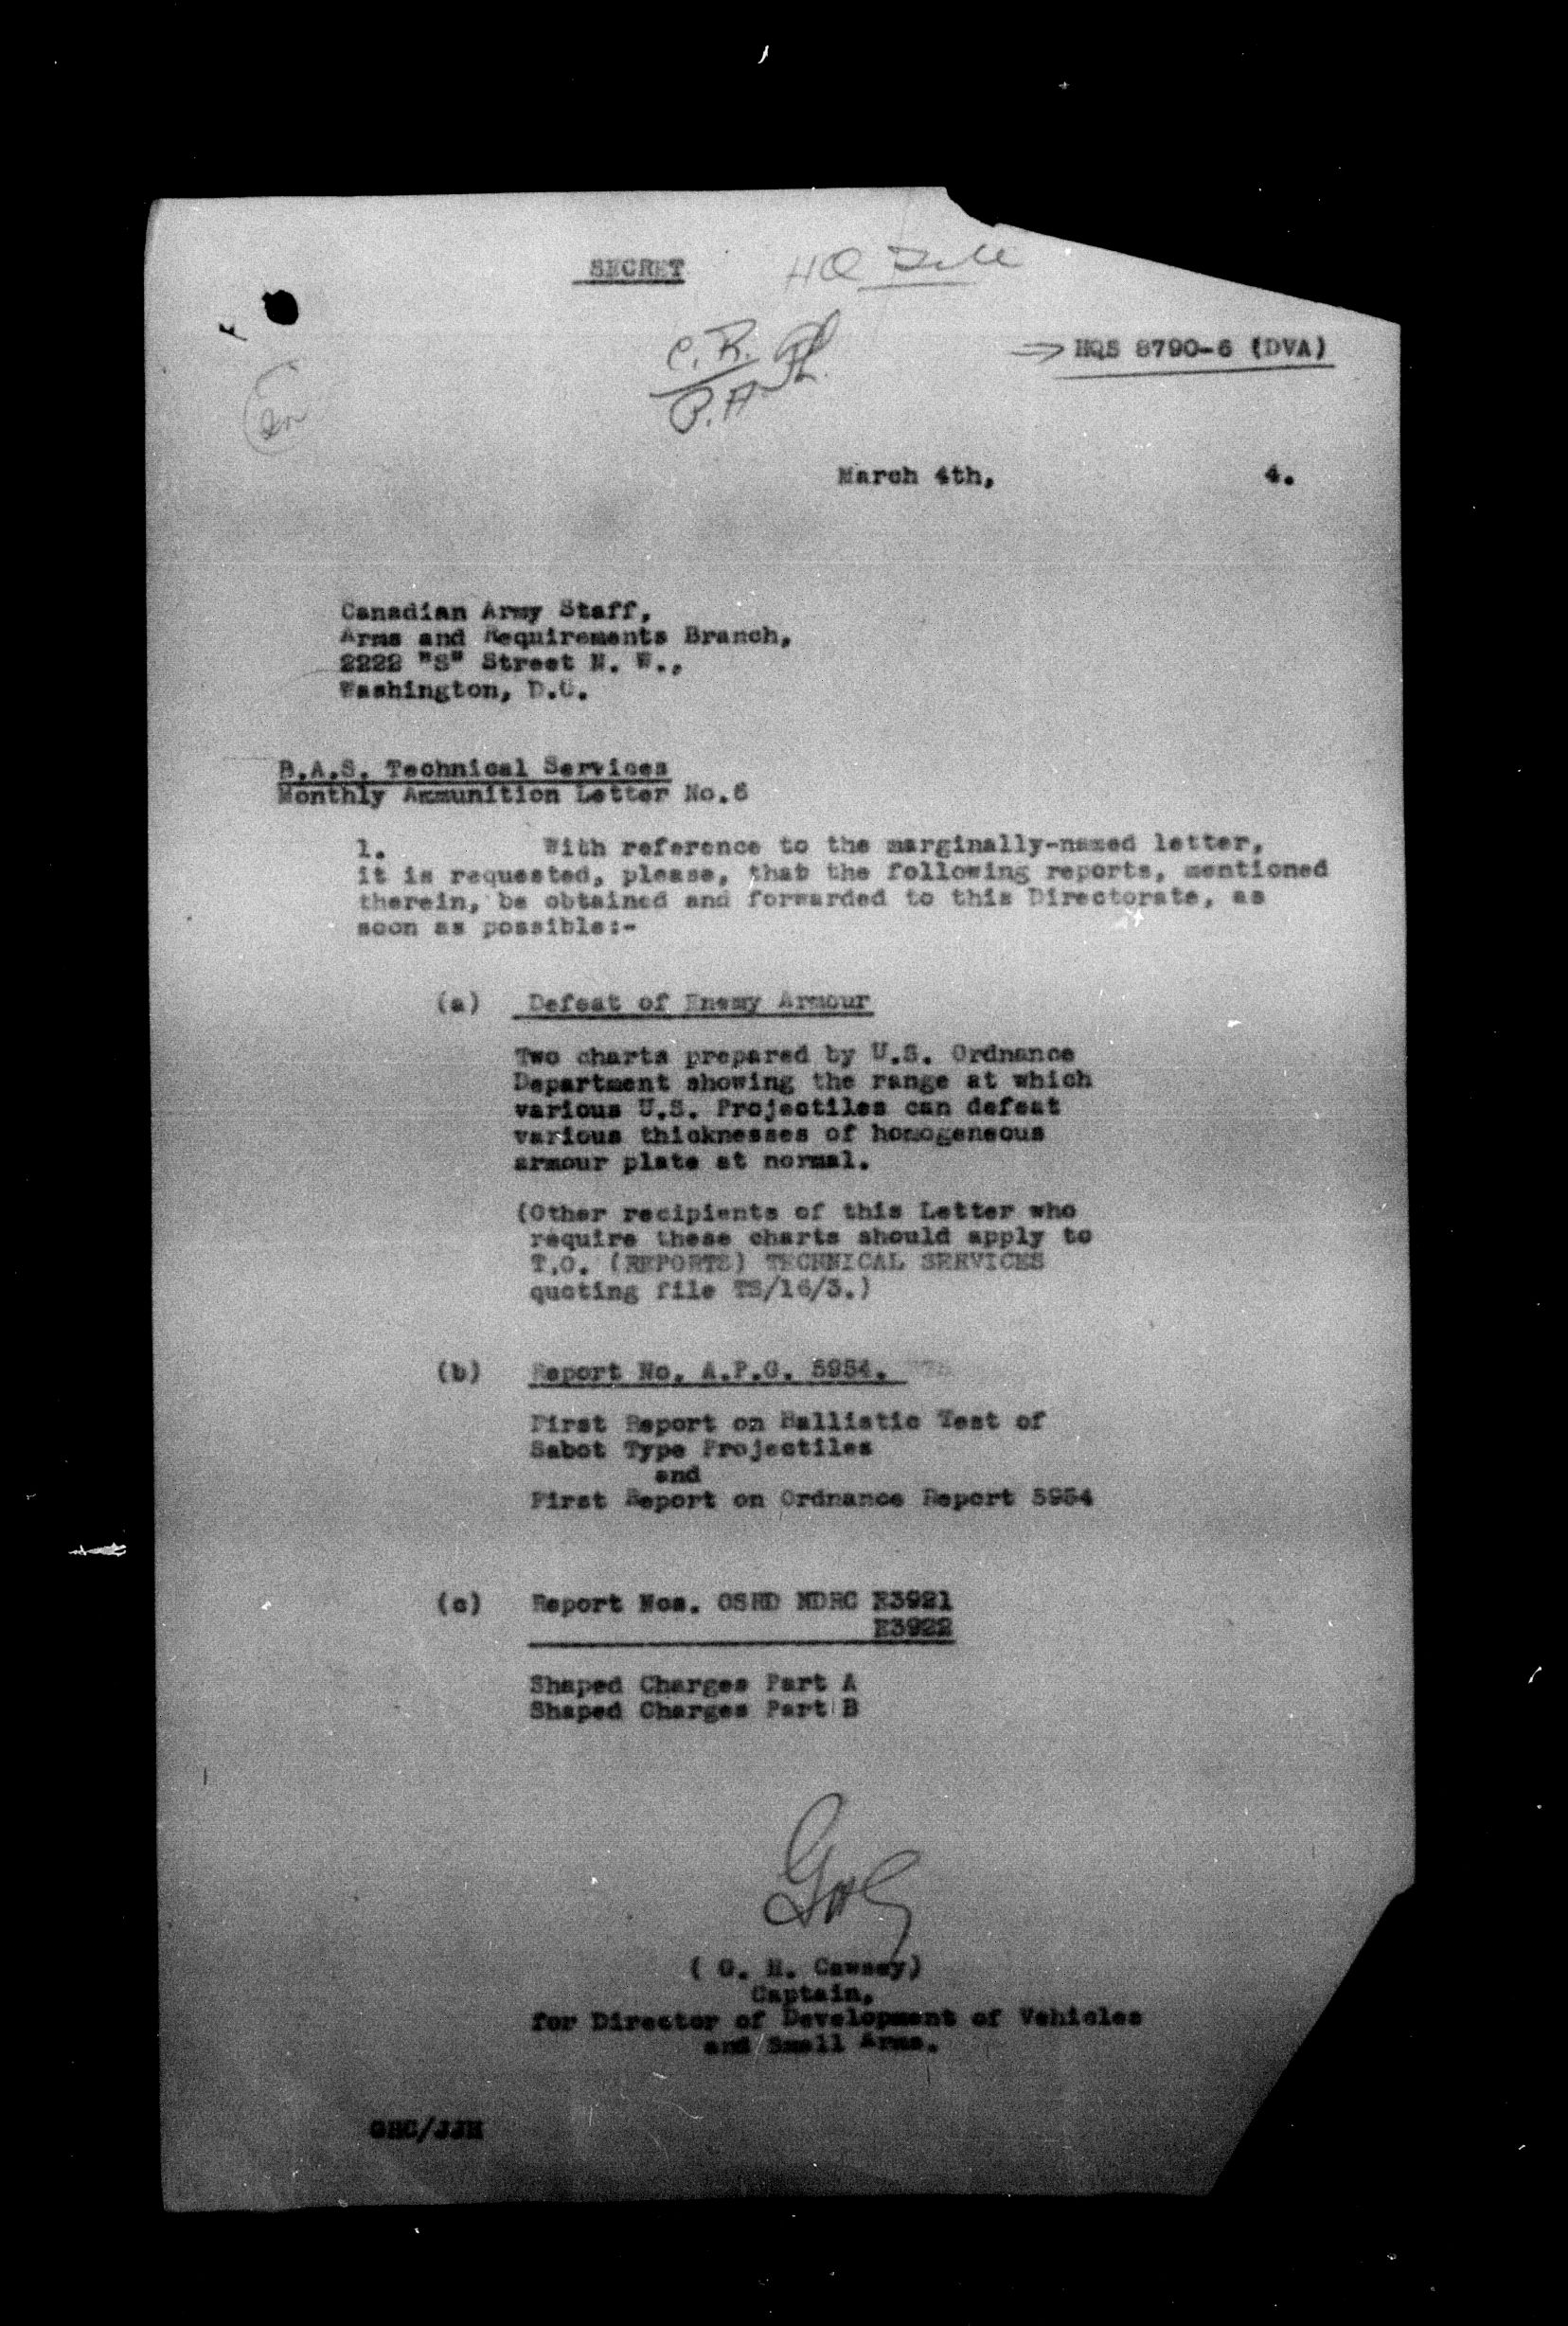 SECRET
HQ
HQS 8790-6 (DVA)
C.R.
P.A
March 4th, 4.
Canadian Army Staff,
Arms and Requirements Branch,
2222 "S" Street N. W.,
Washington, D.C.
B.A.S. Technical Services
Monthly Ammunition Letter No.6
1. With reference to the marginally-named letter,
it is requested, please, that the following reports, mentioned
therein, be obtained and forwarded to this Directorate, as
soon as possible:-
(a) Defeat of Enemy Armour
Two charts prepared by U.S. Ordnance
Department showing the range at which
various U.S. Projectiles can defeat
various thicknesses of homogeneous
armour plate at normal.
(Other recipients of this Letter who
require these charts should apply to
T.O. (REPORTS) TECHNICAL SERVICES
quoting file TS/16/3.)
(b) Report No. A.P.G. 5954.
First Report on Ballistic Test of
Sabot Type Projectiles
and
First Report on Ordnance Report 5954
(c) Report Nos. OSRD NDRC E3921
E3922
Shaped Charges Part A
Shaped Charges Part B
( G. H. Cawsey)
Captain,
for Director of Development of Vehicles
and Small Arms.
GHC/JJH